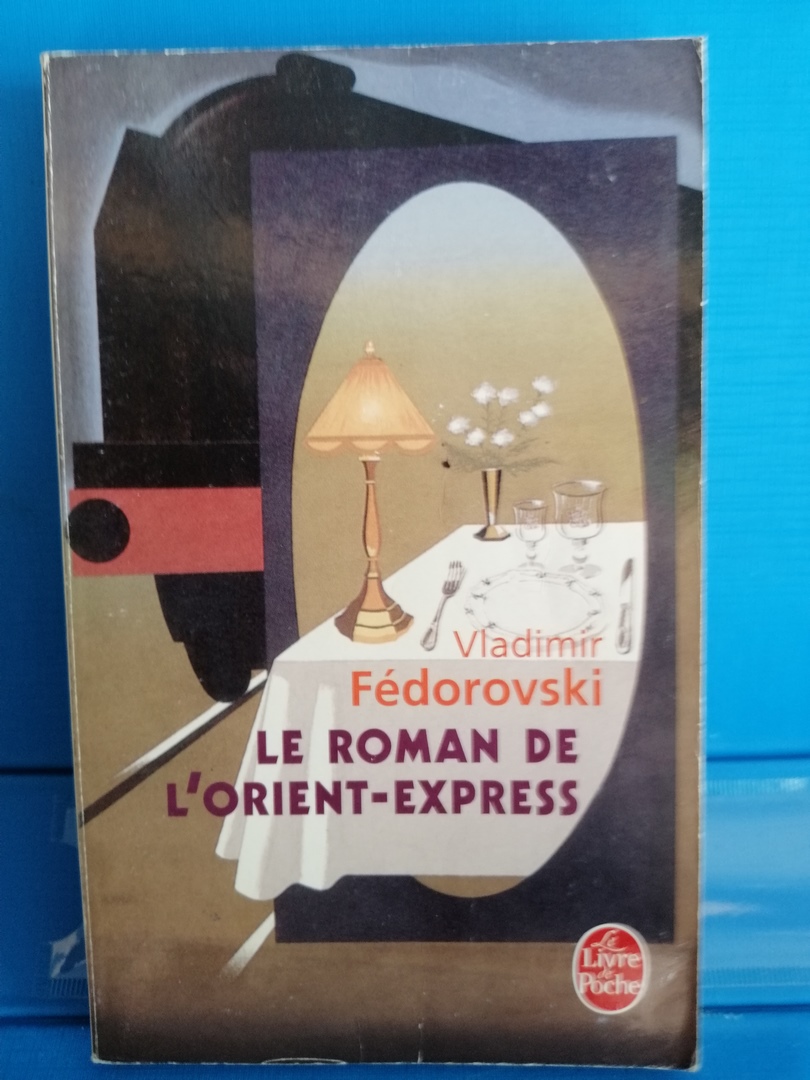 Vladimir
Fédorovski
LE ROMAN DE
L'ORIENT-EXPRESS
Le
Livre
de
Poche